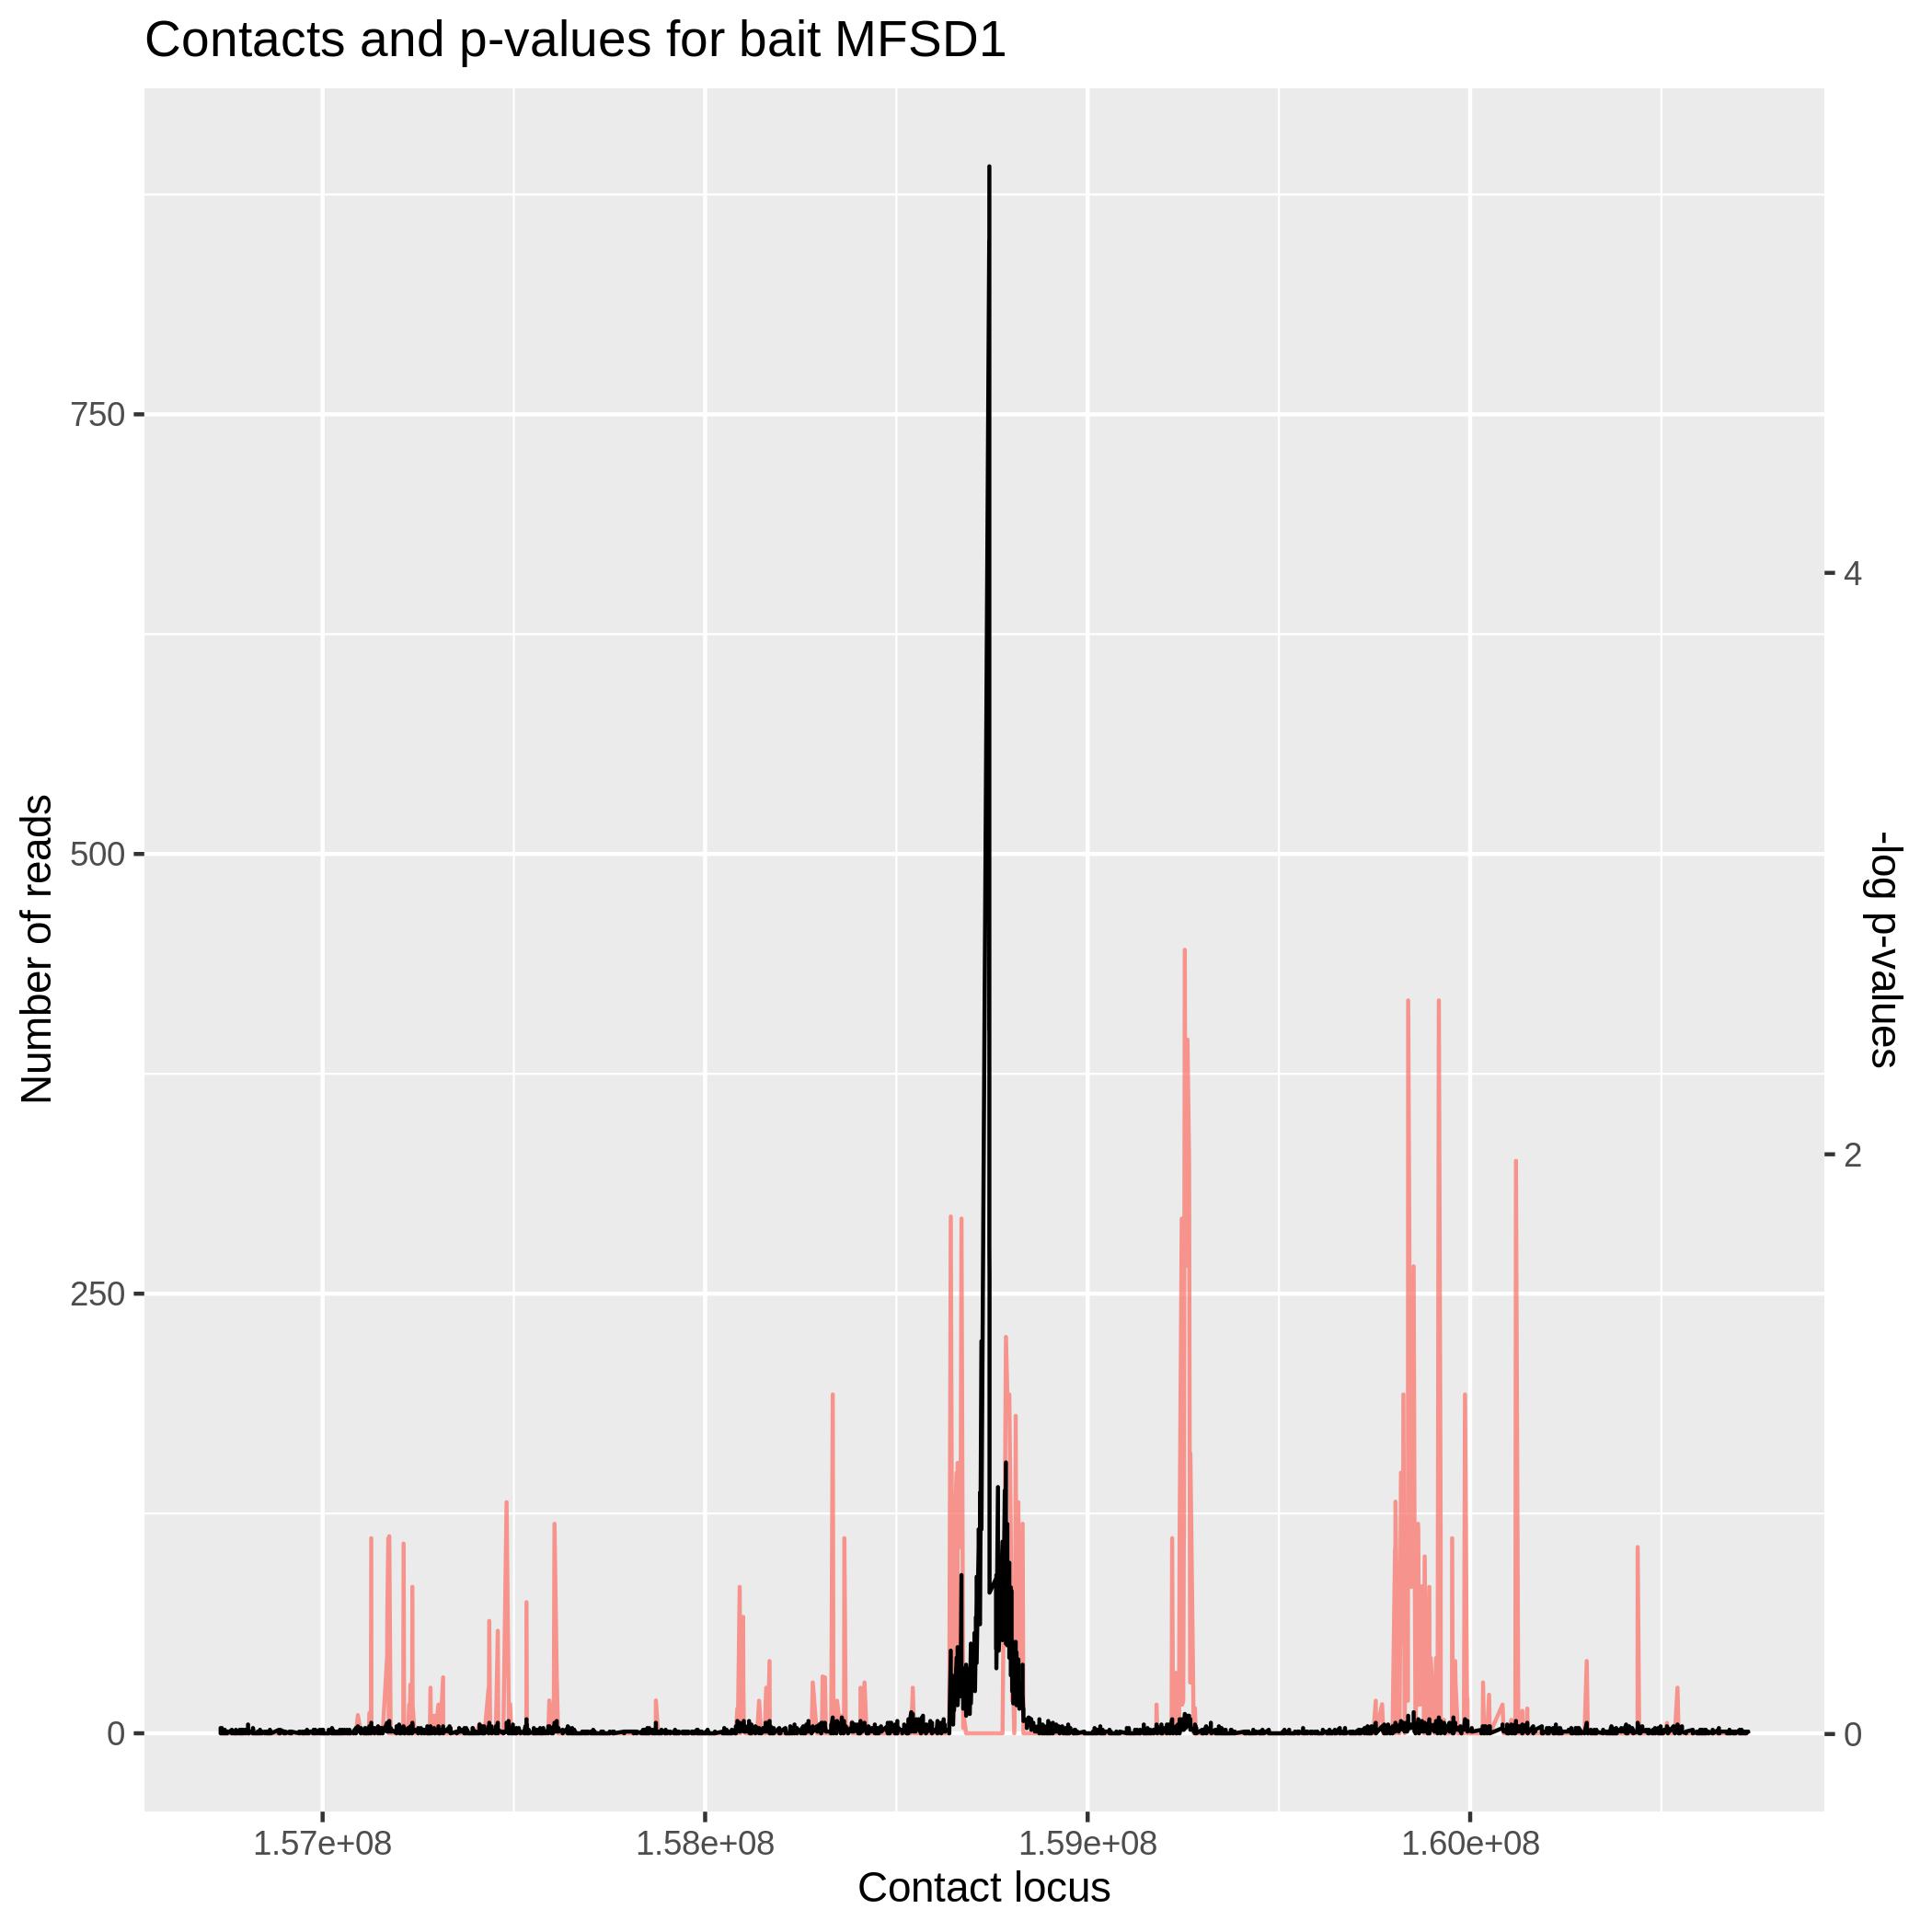 Contacts and p-values for bait MFSD1
750
500
250
0
Number of reads
4
2
0
-log p-values
1.57e+08
1.58e+08
1.59e+08
1.60e+08
Contact locus